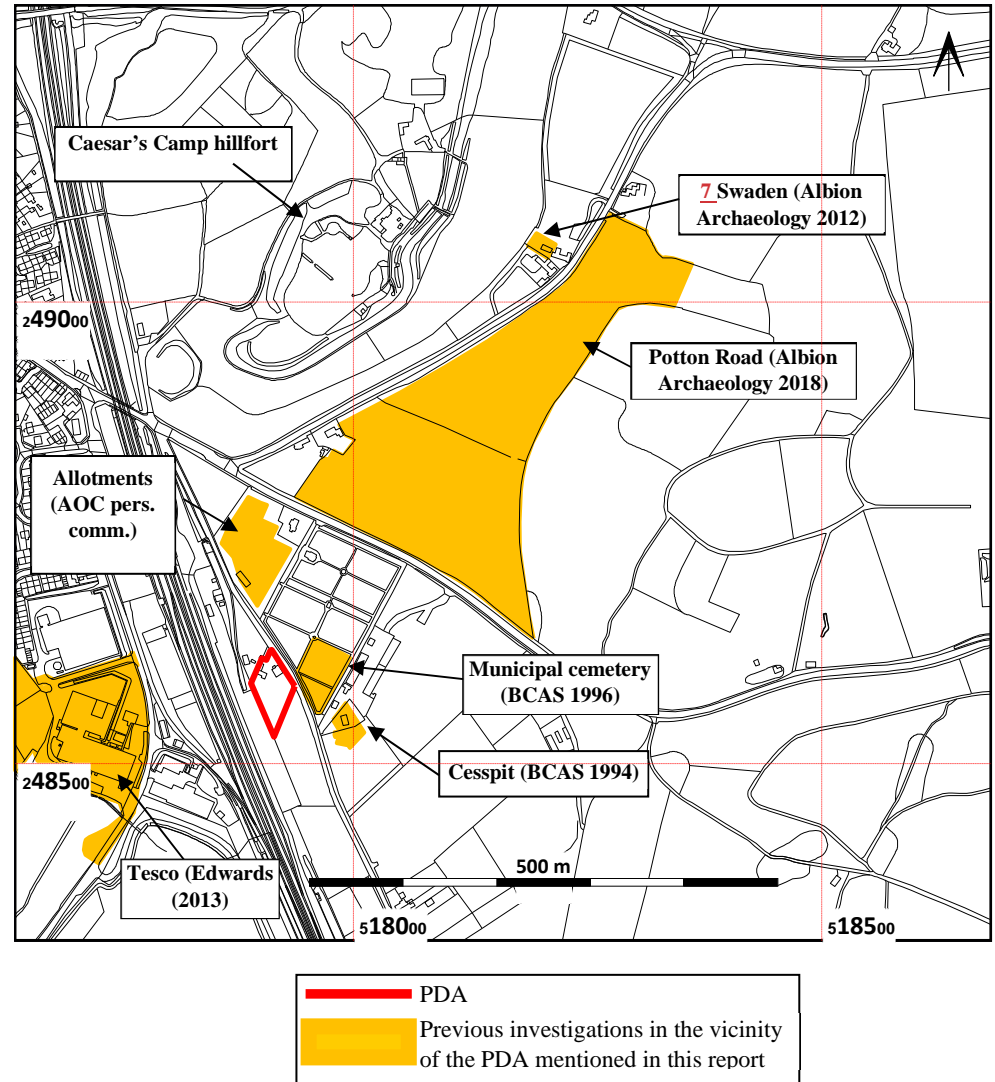 Caesar's Camp hillfort
7 Swaden (Albion
Archaeology 2012)
249000
Potton Road (Albion
Archaeology 2018)
Allotments
(AOC pers.
comm.)
Municipal cemetery
(BCAS 1996)
248500
Cesspit (BCAS 1994)
Tesco (Edwards
(2013)
500 m
518000
518500
PDA
Previous investigations in the vicinity
of the PDA mentioned in this report